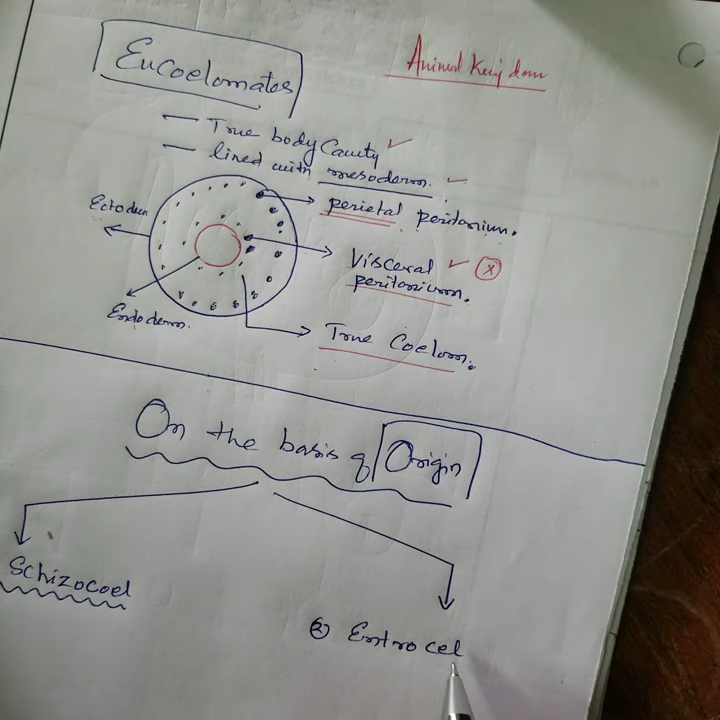 Eucoelomates
Animal Kingdom
— True body Cavity
— lined with mesoderm.
Ectoderm
perietal peritonium.
Visceral
peritonium.
Endoderm.
True Coelom.
On the basis of Origin
Schizocoel
② Entrocel